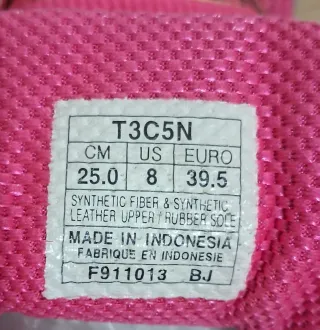 T3C5N
CM US EURO
25.0 8 39.5
SYNTHETIC FIBER & SYNTHETIC
LEATHER UPPER / RUBBER SOLE
MADE IN INDONESIA
FABRIQUE EN INDONESIE
F911013 BJ